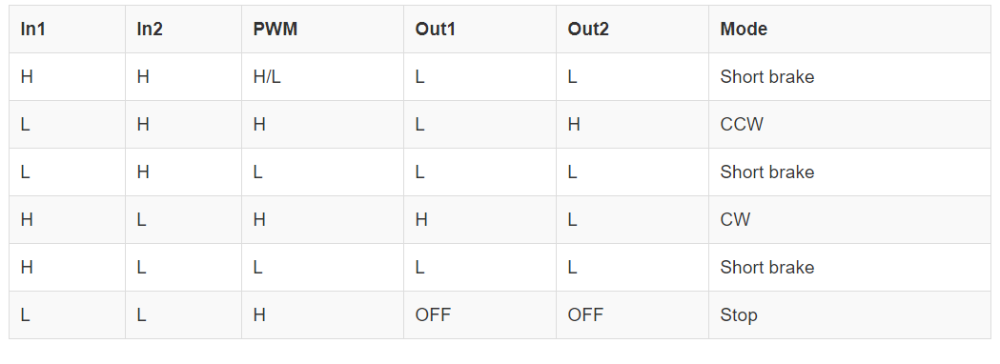 In1 In2 PWM Out1 Out2 Mode
H H H/L L L Short brake
L H H L H CCW
L H L L L Short brake
H L H H L CW
H L L L L Short brake
L L H OFF OFF Stop